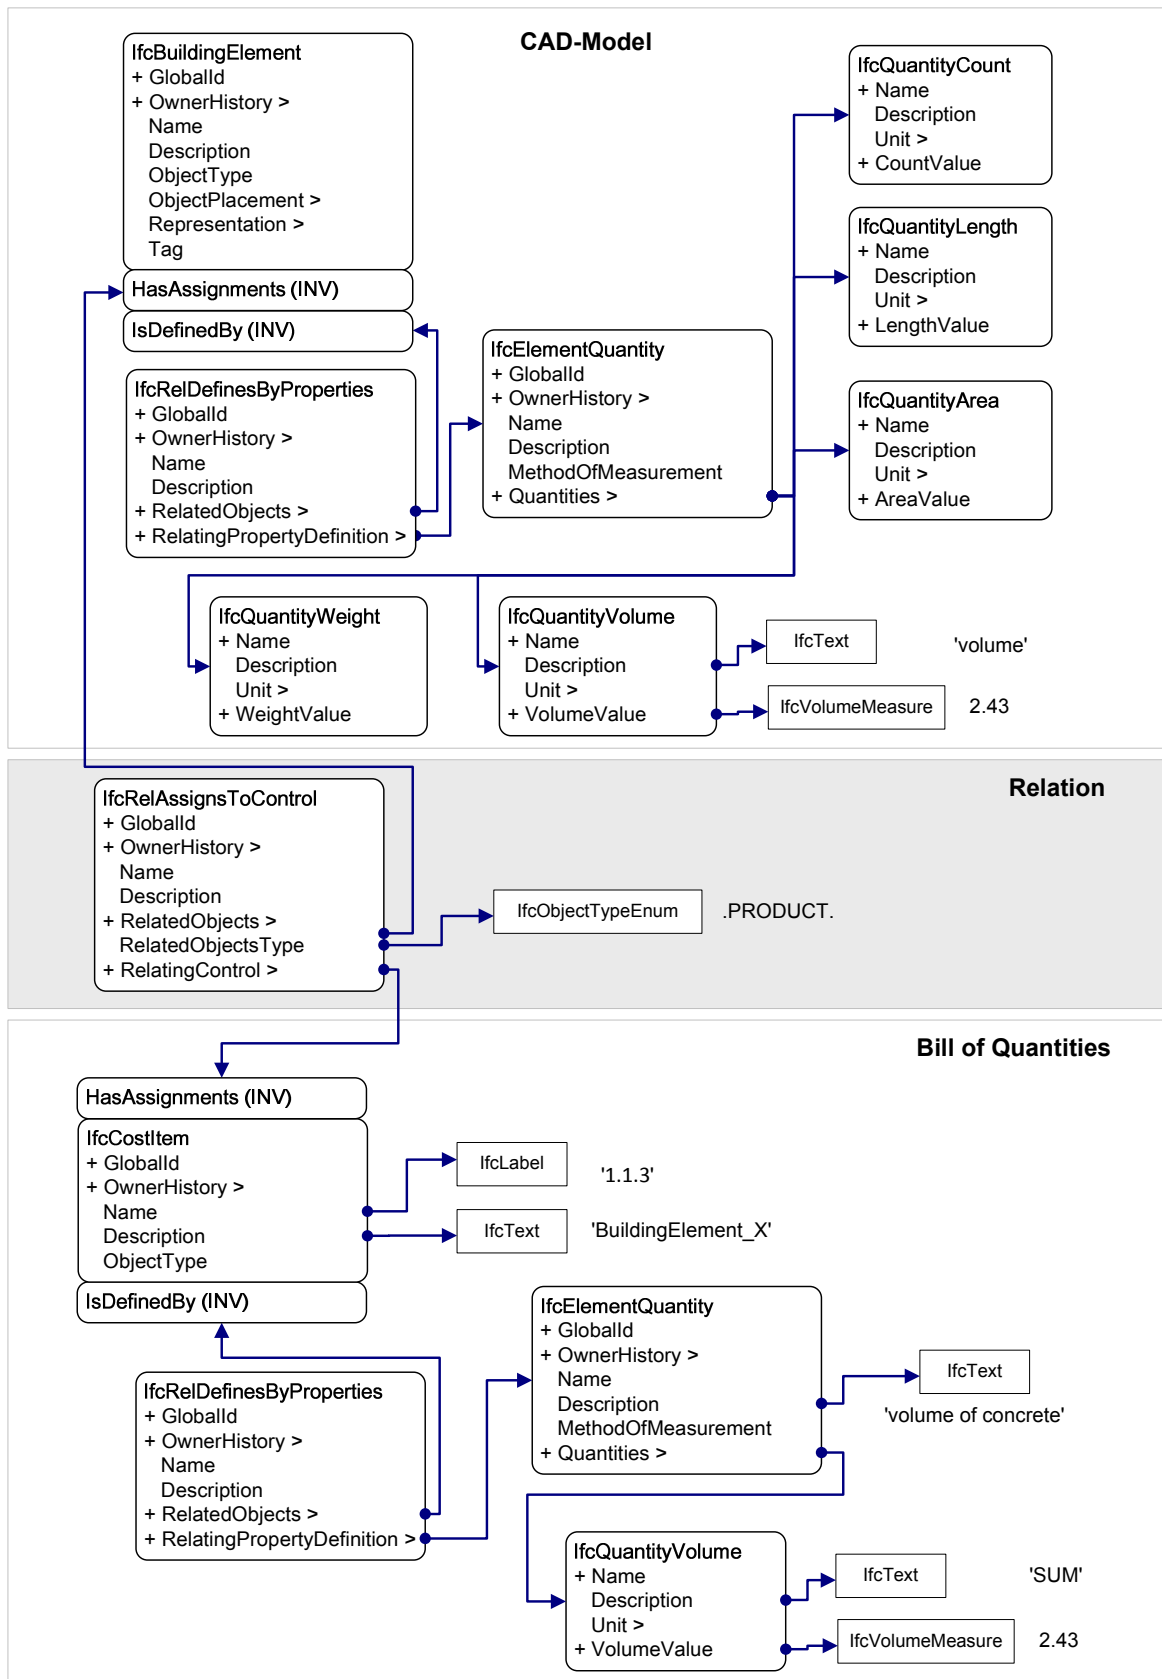 CAD-Model
IfcBuildingElement
+ GlobalId
+ OwnerHistory >
Name
Description
ObjectType
ObjectPlacement >
Representation >
Tag
HasAssignments (INV)
IsDefinedBy (INV)
IfcRelDefinesByProperties
+ GlobalId
+ OwnerHistory >
Name
Description
+ RelatedObjects >
+ RelatingPropertyDefinition >
IfcElementQuantity
+ GlobalId
+ OwnerHistory >
Name
Description
MethodOfMeasurement
+ Quantities >
IfcQuantityCount
+ Name
Description
Unit >
+ CountValue
IfcQuantityLength
+ Name
Description
Unit >
+ LengthValue
IfcQuantityArea
+ Name
Description
Unit >
+ AreaValue
IfcQuantityWeight
+ Name
Description
Unit >
+ WeightValue
IfcQuantityVolume
+ Name
Description
Unit >
+ VolumeValue
IfcText
'volume'
IfcVolumeMeasure
2.43
Relation
IfcRelAssignsToControl
+ GlobalId
+ OwnerHistory >
Name
Description
+ RelatedObjects >
RelatedObjectsType
+ RelatingControl >
IfcObjectTypeEnum
.PRODUCT.
Bill of Quantities
HasAssignments (INV)
IfcCostItem
+ GlobalId
+ OwnerHistory >
Name
Description
ObjectType
IsDefinedBy (INV)
IfcLabel
'1.1.3'
IfcText
'BuildingElement_X'
IfcRelDefinesByProperties
+ GlobalId
+ OwnerHistory >
Name
Description
+ RelatedObjects >
+ RelatingPropertyDefinition >
IfcElementQuantity
+ GlobalId
+ OwnerHistory >
Name
Description
MethodOfMeasurement
+ Quantities >
IfcText
'volume of concrete'
IfcQuantityVolume
+ Name
Description
Unit >
+ VolumeValue
IfcText
'SUM'
IfcVolumeMeasure
2.43